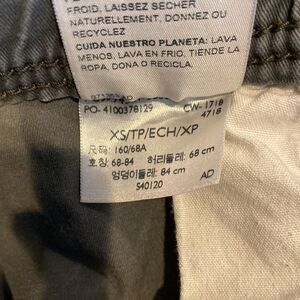 FROID, LAISSEZ SÉCHER
NATURELLEMENT, DONNEZ OU
RECYCLEZ
CUIDA NUESTRO PLANETA: LAVA
MENOS, LAVA EN FRIO, TIENDE LA
ROPA, DONA O RECICLA
PO- 4100378129 CW-1718
4718
XS/TP/ECH/XP
尺码: 160/68A
호칭: 68-84 허리둘레: 68 cm
엉덩이둘레: 84 cm
S40120 AD